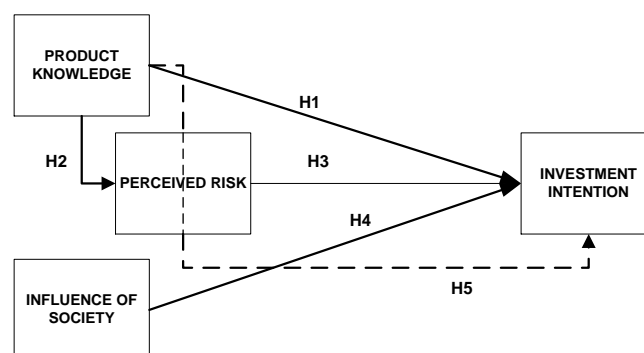 PRODUCT
KNOWLEDGE
H1
H2
PERCEIVED RISK
H3
INVESTMENT
INTENTION
H4
INFLUENCE OF
SOCIETY
H5